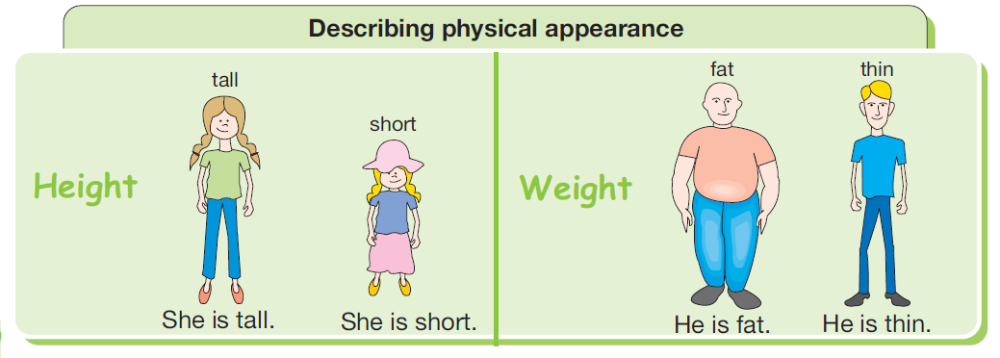 Describing physical appearance
Height
tall
short
She is tall.
She is short.
Weight
fat
thin
He is fat.
He is thin.